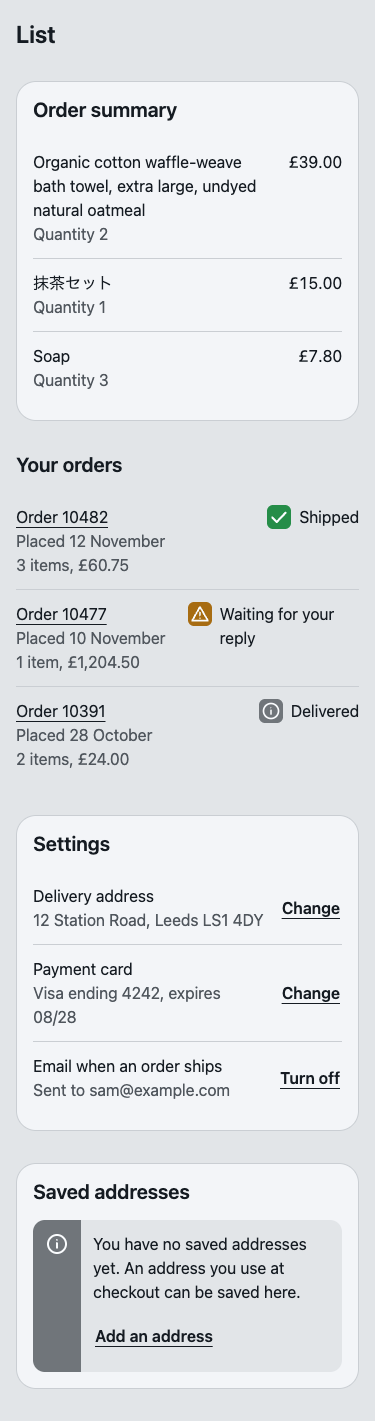 List
Order summary
Organic cotton waffle-weave
bath towel, extra large, undyed
natural oatmeal
£39.00
Quantity 2
抹茶セット
£15.00
Quantity 1
Soap
£7.80
Quantity 3
Your orders
Order 10482
Shipped
Placed 12 November
3 items, £60.75
Order 10477
Waiting for your
reply
Placed 10 November
1 item, £1,204.50
Order 10391
Delivered
Placed 28 October
2 items, £24.00
Settings
Delivery address
12 Station Road, Leeds LS1 4DY
Change
Payment card
Visa ending 4242, expires
08/28
Change
Email when an order ships
Sent to sam@example.com
Turn off
Saved addresses
You have no saved addresses
yet. An address you use at
checkout can be saved here.
Add an address